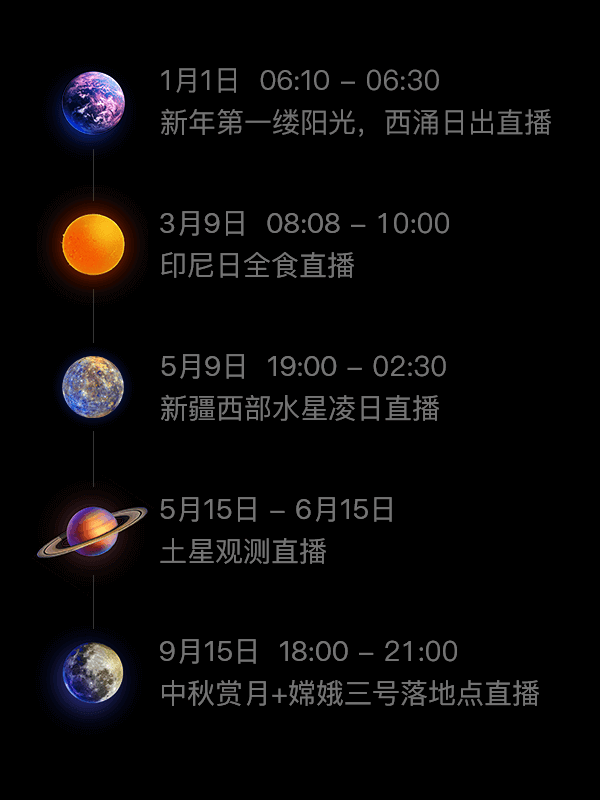 1月1日 06:10 – 06:30
新年第一缕阳光，西涌日出直播
3月9日 08:08 – 10:00
印尼日全食直播
5月9日 19:00 – 02:30
新疆西部水星凌日直播
5月15日 – 6月15日
土星观测直播
9月15日 18:00 – 21:00
中秋赏月+嫦娥三号落地点直播